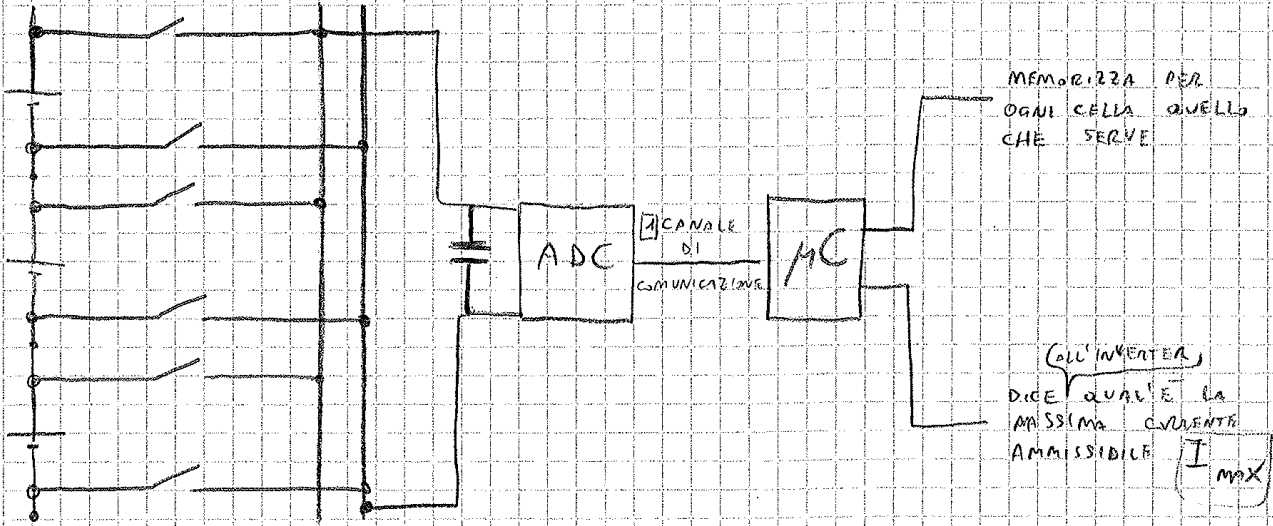 MEMORIZZA PER
OGNI CELLA QUELLO
CHE SERVE
ADC
1 CANALE
DI
COMUNICAZIONE
μC
(ALL'INVERTER)
DICE QUAL'E LA
MASSIMA CORRENTE
AMMISSIBILE I MAX